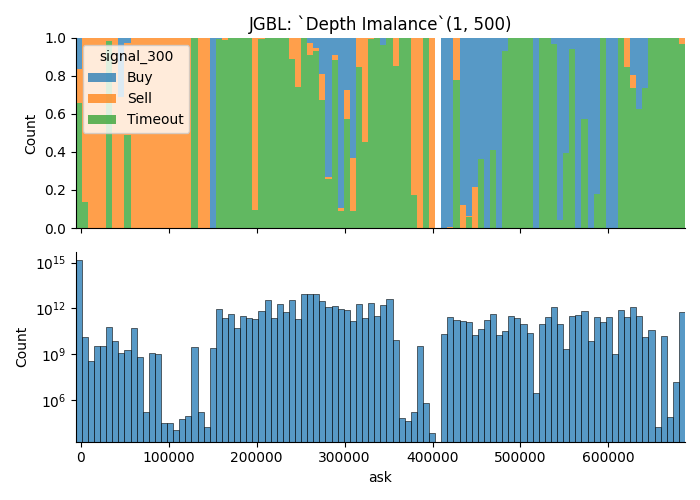 JGBL: `Depth Imalance`(1, 500)
signal_300
Buy
Sell
Timeout
Count
1.0
0.8
0.6
0.4
0.2
0.0
Count
10^15
10^12
10^9
10^6
0 100000 200000 300000 400000 500000 600000
ask